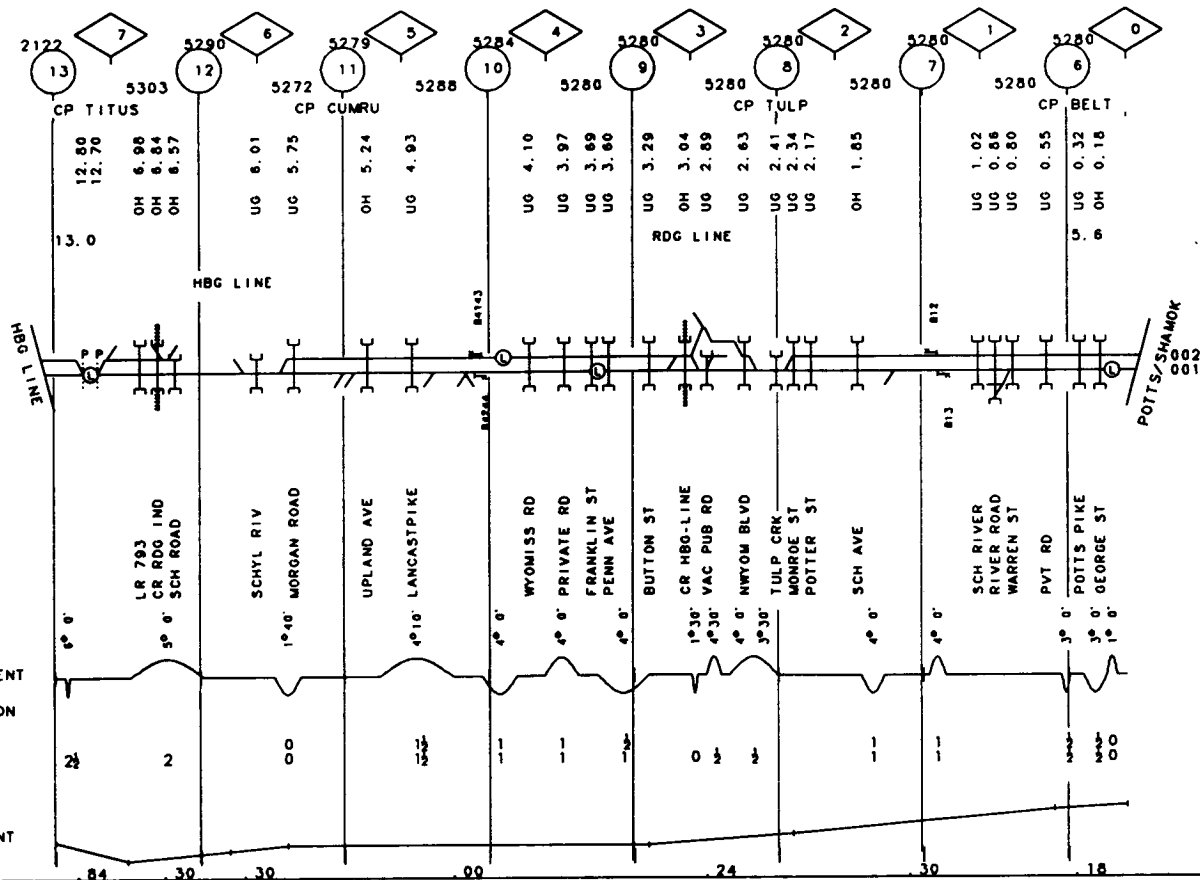 7 6 5 4 3 2 1 0
2122 5290 5279 5284 5280 5280 5280 5280
13 12 11 10 9 8 7 6
5303 5272 5288 5280 5280 5280 5280
CP TITUS CP CUMRU CP TULP CP BELT
12.80
12.70
OH 6.98
OH 6.84
OH 6.57
UG 6.01
UG 5.75
OH 5.24
UG 4.93
UG 4.10
UG 3.97
UG 3.69
UG 3.60
UG 3.29
OH 3.04
UG 2.89
UG 2.63
UG 2.41
UG 2.34
UG 2.17
OH 1.85
UG 1.02
UG 0.86
UG 0.80
UG 0.55
UG 0.32
OH 0.18
13.0 RDG LINE 5.6
HBG LINE
B4143 B12
HBG LINE P P L L L L 002
001
POTTS/SHAMOK
B4244 B13
LR 793
CR RDG IND
SCH ROAD
SCHYL RIV
MORGAN ROAD
UPLAND AVE
LANCASTPIKE
WYOMISS RD
PRIVATE RD
FRANKLIN ST
PENN AVE
BUTTON ST
CR HBG-LINE
VAC PUB RD
NWYOM BLVD
TULP CRK
MONROE ST
POTTER ST
SCH AVE
SCH RIVER
RIVER ROAD
WARREN ST
PVT RD
POTTS PIKE
GEORGE ST
6° 0' 5° 0' 1°40' 4°10' 4° 0' 4° 0' 4° 0' 1°30' 4°30' 4° 0' 3°30' 4° 0' 4° 0' 3° 0' 3° 0' 1° 0'
ENT
ON
0 1½ 1 1 ½ 1 1 ½ ½ 0
2½ 2 0 1½ 1 1 1 0 ½ ½ 1 1 ½ ½ 0
NT
.84 .30 .30 .00 .24 .30 .18